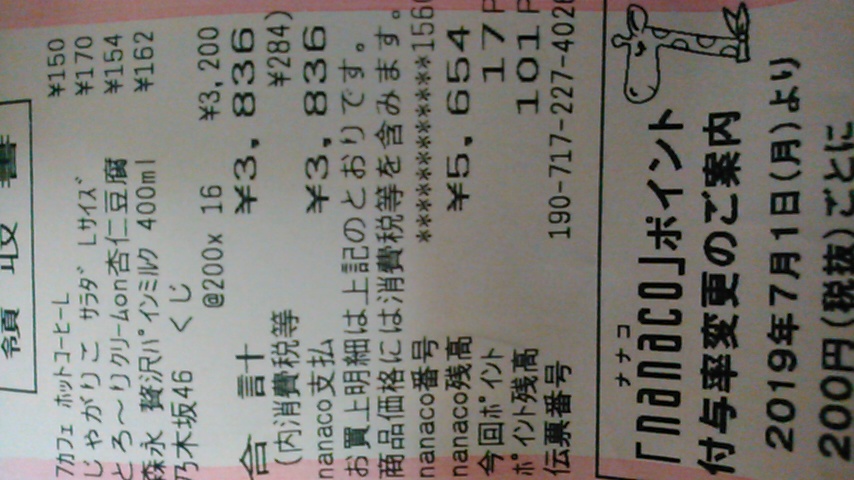 領収書
7カフェ ホットコーヒーL ¥150
じゃがりこ サラダ Lサイズ ¥170
とろ～りクリームon杏仁豆腐 ¥154
森永 贅沢パインミルク 400ml ¥162
乃木坂46 くじ
@200x 16 ¥3,200
合 計 ¥3,836
(内消費税等 ¥284)
nanaco支払 ¥3,836
お買上明細は上記のとおりです。
商品価格には消費税等を含みます。
nanaco番号 ************156
nanaco残高 ¥5,654
今回ポイント 17P
ポイント残高 101P
伝票番号 190-717-227-4026
ナナコ
「nanaco」ポイント
付与率変更のご案内
2019年7月1日(月)より
200円(税抜)ごとに